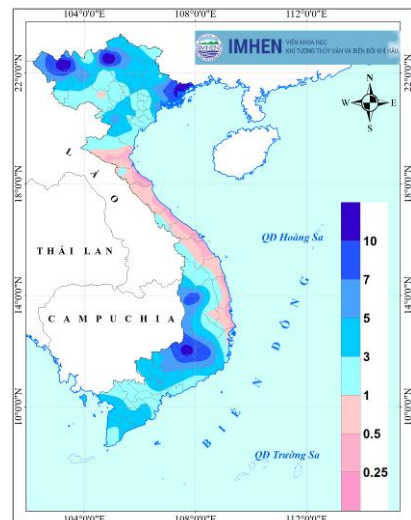 104°0'0"E
108°0'0"E
112°0'0"E
IMHEN
VIỆN KHOA HỌC
KHÍ TƯỢNG THỦY VĂN VÀ BIẾN ĐỔI KHÍ HẬU
22°0'0"N
N
W
E
S
22°0'0"N
LÀO
18°0'0"N
18°0'0"N
QĐ Hoàng Sa
THÁI LAN
14°0'0"N
14°0'0"N
CAMPUCHIA
BIỂN ĐÔNG
10°0'0"N
10°0'0"N
QĐ Trường Sa
10
7
5
3
1
0.5
0.25
104°0'0"E
108°0'0"E
112°0'0"E